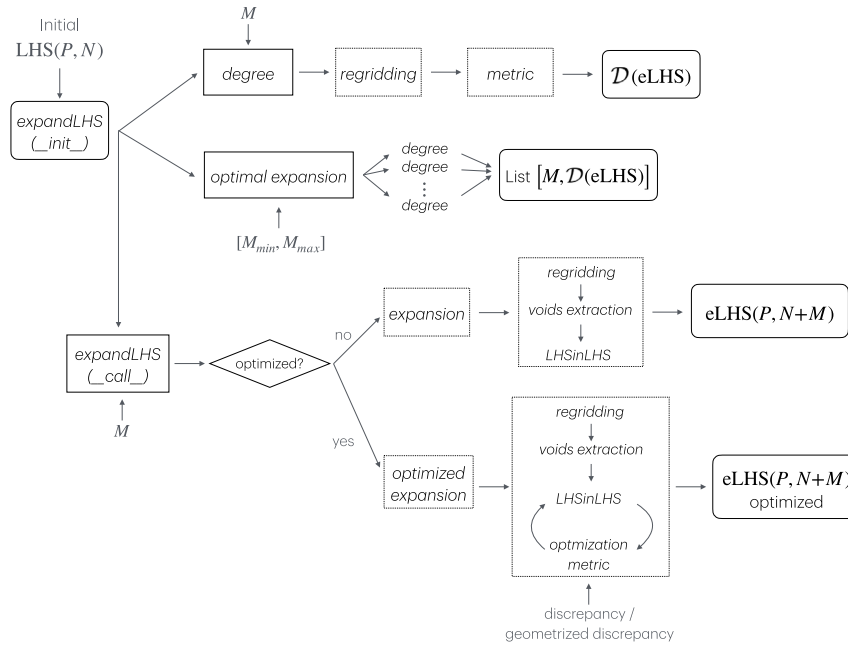 Initial
LHS(P, N)
expandLHS
(__init__)
M
degree
regridding
metric
𝒟(eLHS)
optimal expansion
[M_min, M_max]
degree
degree
⋮
degree
List [M, 𝒟(eLHS)]
expandLHS
(__call__)
M
optimized?
no
yes
expansion
regridding
voids extraction
LHSinLHS
eLHS(P, N+M)
optimized
expansion
regridding
voids extraction
LHSinLHS
optmization
metric
discrepancy /
geometrized discrepancy
eLHS(P, N+M)
optimized